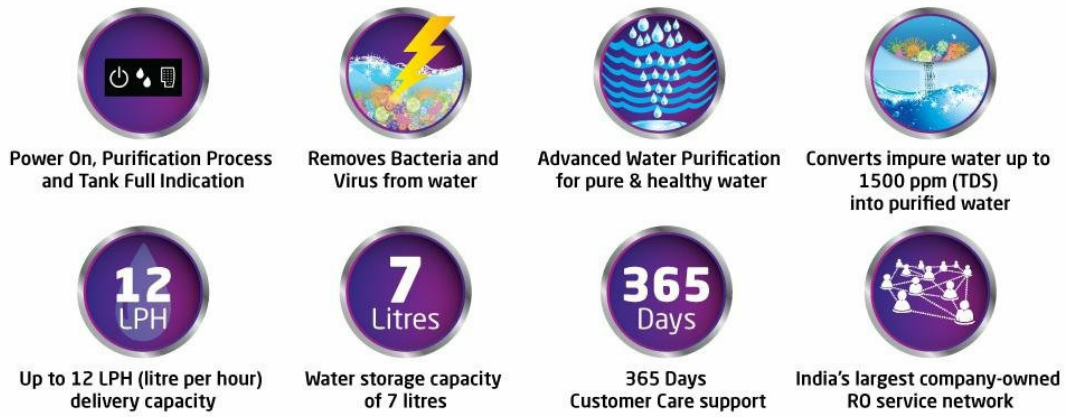 Power On, Purification Process
and Tank Full Indication
Removes Bacteria and
Virus from water
Advanced Water Purification
for pure & healthy water
Converts impure water up to
1500 ppm (TDS)
into purified water
12
LPH
Up to 12 LPH (litre per hour)
delivery capacity
7
Litres
Water storage capacity
of 7 litres
365
Days
365 Days
Customer Care support
India's largest company-owned
RO service network